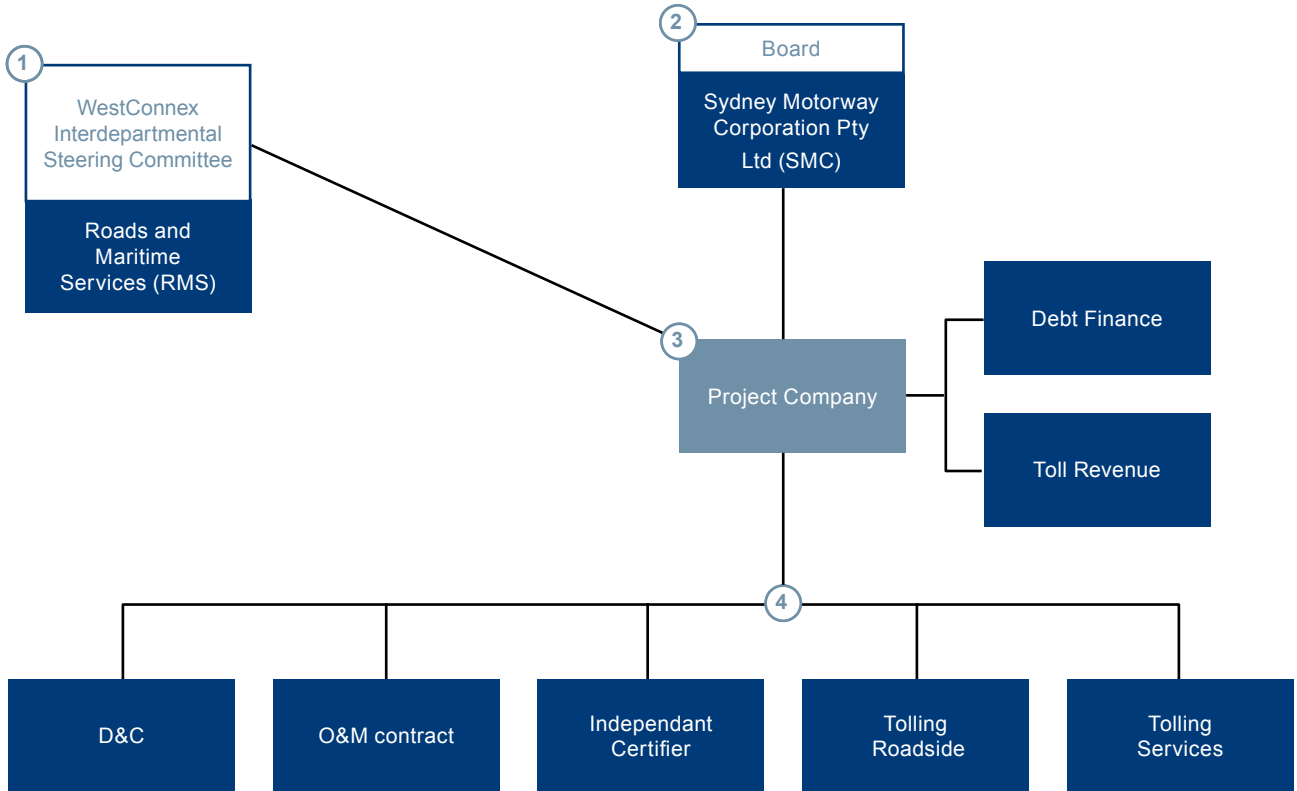 1
WestConnex
Interdepartmental
Steering Committee
Roads and
Maritime
Services (RMS)
2
Board
Sydney Motorway
Corporation Pty
Ltd (SMC)
3
Project Company
Debt Finance
Toll Revenue
4
D&C
O&M contract
Independant
Certifier
Tolling
Roadside
Tolling
Services